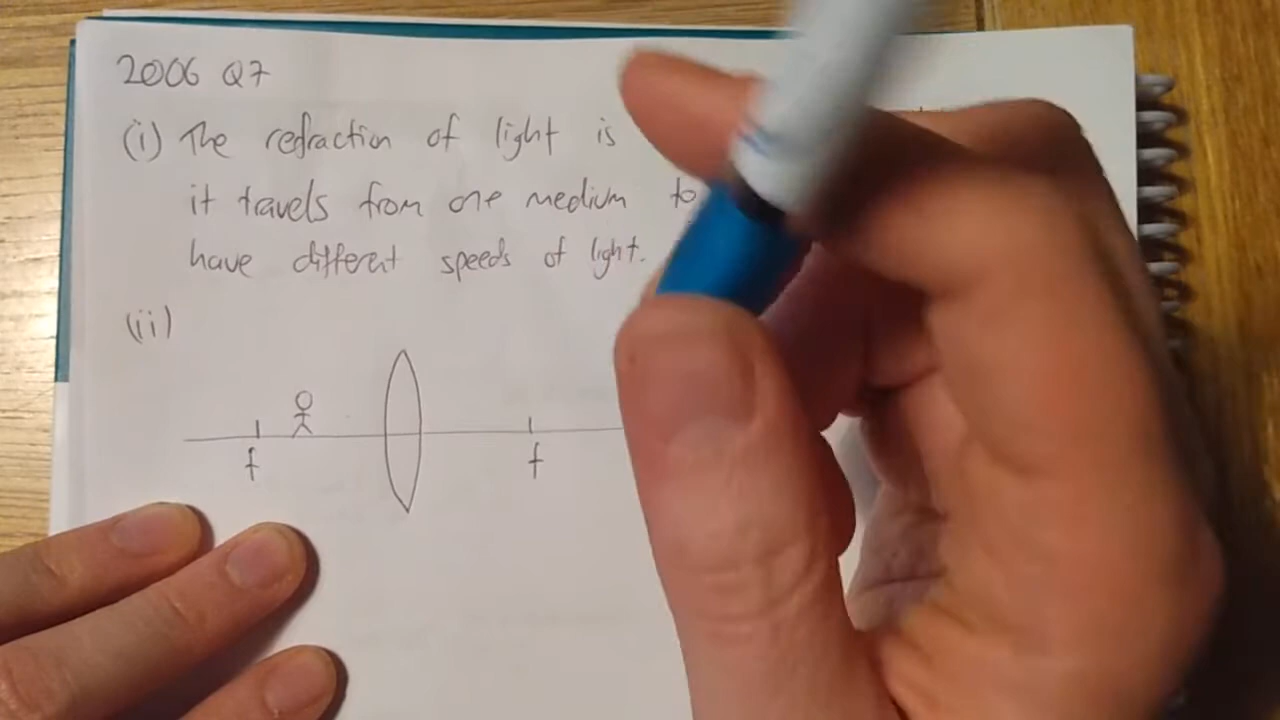 2006 Q7
(i) The refraction of light is
it travels from one medium to
have different speeds of light.
(ii)
f f